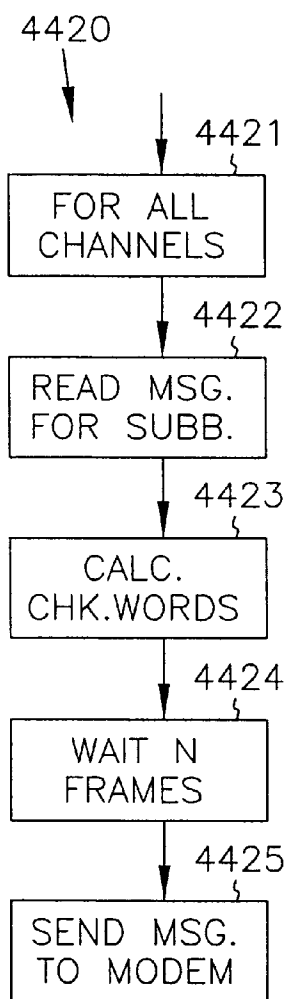 4420
4421
FOR ALL
CHANNELS
4422
READ MSG.
FOR SUBB.
4423
CALC.
CHK.WORDS
4424
WAIT N
FRAMES
4425
SEND MSG.
TO MODEM